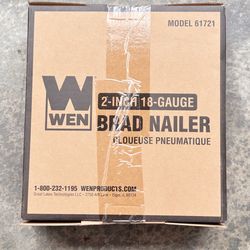 MODEL 61721
W
WEN
2-INCH 18-GAUGE
BRAD NAILER
CLOUEUSE PNEUMATIQUE
1-800-232-1195 WENPRODUCTS.COM